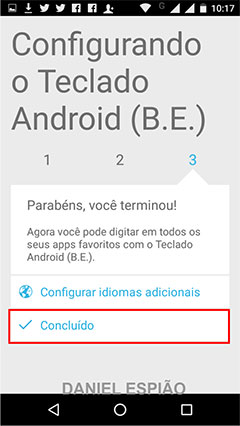 G 10:17
Configurando
o Teclado
Android (B.E.)
1 2 3
Parabéns, você terminou!
Agora você pode digitar em todos os
seus apps favoritos com o Teclado
Android (B.E.).
Configurar idiomas adicionais
Concluído
DANIEL ESPIÃO